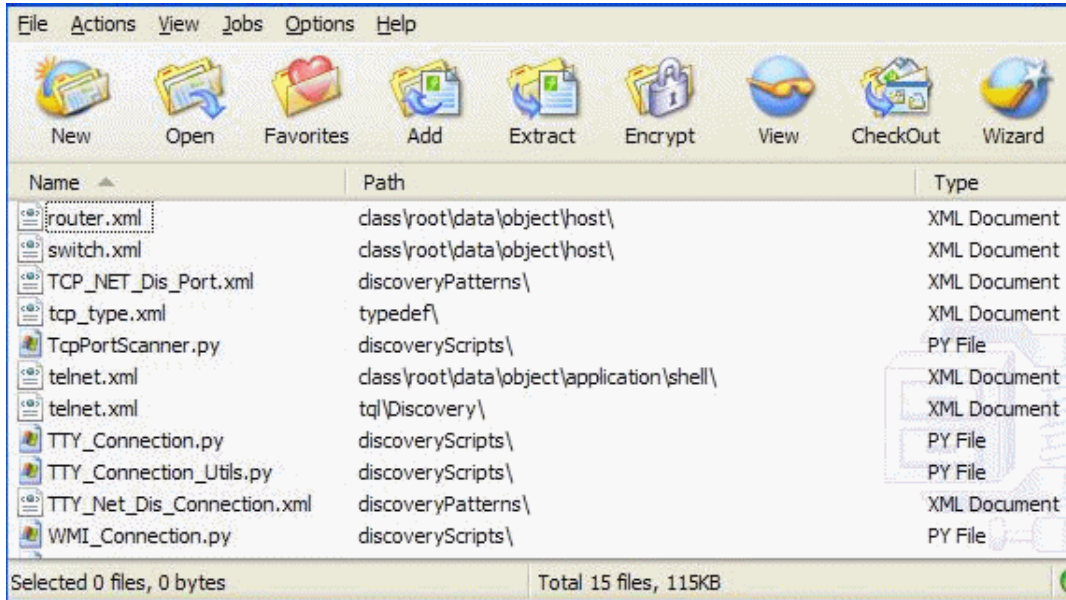 File Actions View Jobs Options Help
New Open Favorites Add Extract Encrypt View CheckOut Wizard
Name Path Type
router.xml class\root\data\object\host\ XML Document
switch.xml class\root\data\object\host\ XML Document
TCP_NET_Dis_Port.xml discoveryPatterns\ XML Document
tcp_type.xml typedef\ XML Document
TcpPortScanner.py discoveryScripts\ PY File
telnet.xml class\root\data\object\application\shell\ XML Document
telnet.xml tql\Discovery\ XML Document
TTY_Connection.py discoveryScripts\ PY File
TTY_Connection_Utils.py discoveryScripts\ PY File
TTY_Net_Dis_Connection.xml discoveryPatterns\ XML Document
WMI_Connection.py discoveryScripts\ PY File
Selected 0 files, 0 bytes Total 15 files, 115KB